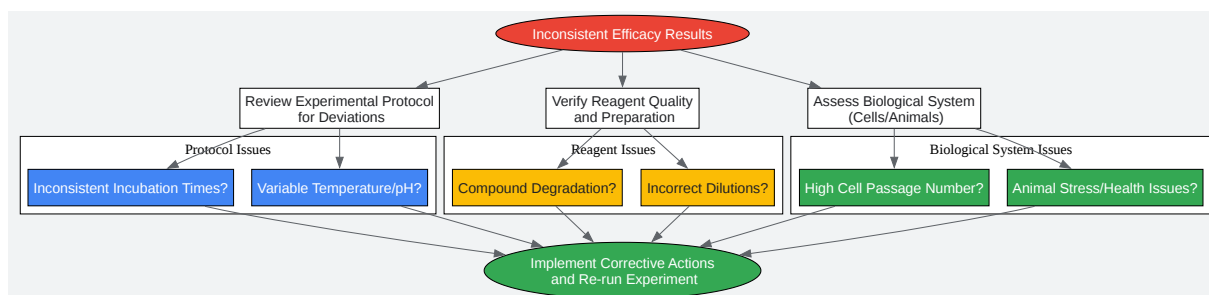 Inconsistent Efficacy Results
Review Experimental Protocol
for Deviations
Verify Reagent Quality
and Preparation
Assess Biological System
(Cells/Animals)
Protocol Issues
Reagent Issues
Biological System Issues
Inconsistent Incubation Times?
Variable Temperature/pH?
Compound Degradation?
Incorrect Dilutions?
High Cell Passage Number?
Animal Stress/Health Issues?
Implement Corrective Actions
and Re-run Experiment